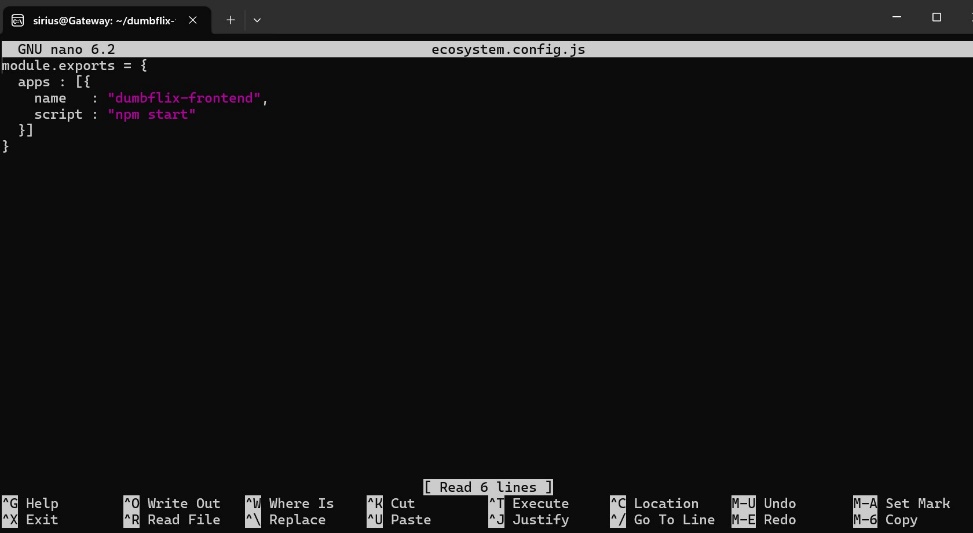 sirius@Gateway: ~/dumbflix-
GNU nano 6.2 ecosystem.config.js
module.exports = {
  apps : [{
    name   : "dumbflix-frontend",
    script : "npm start"
  }]
}
[ Read 6 lines ]
^G Help ^O Write Out ^W Where Is ^K Cut ^T Execute ^C Location M-U Undo M-A Set Mark
^X Exit ^R Read File ^\ Replace ^U Paste ^J Justify ^/ Go To Line M-E Redo M-6 Copy